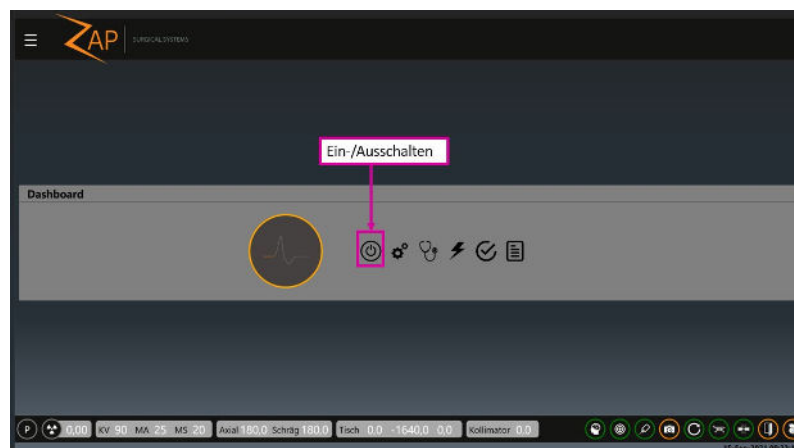 ZAP SURGICAL SYSTEMS
Ein-/Ausschalten
Dashboard
P 0,00 KV 90 MA 25 MS 20 Axial 180,0 Schräg 180,0 Tisch 0,0 -1640,0 0,0 Kollimator 0,0